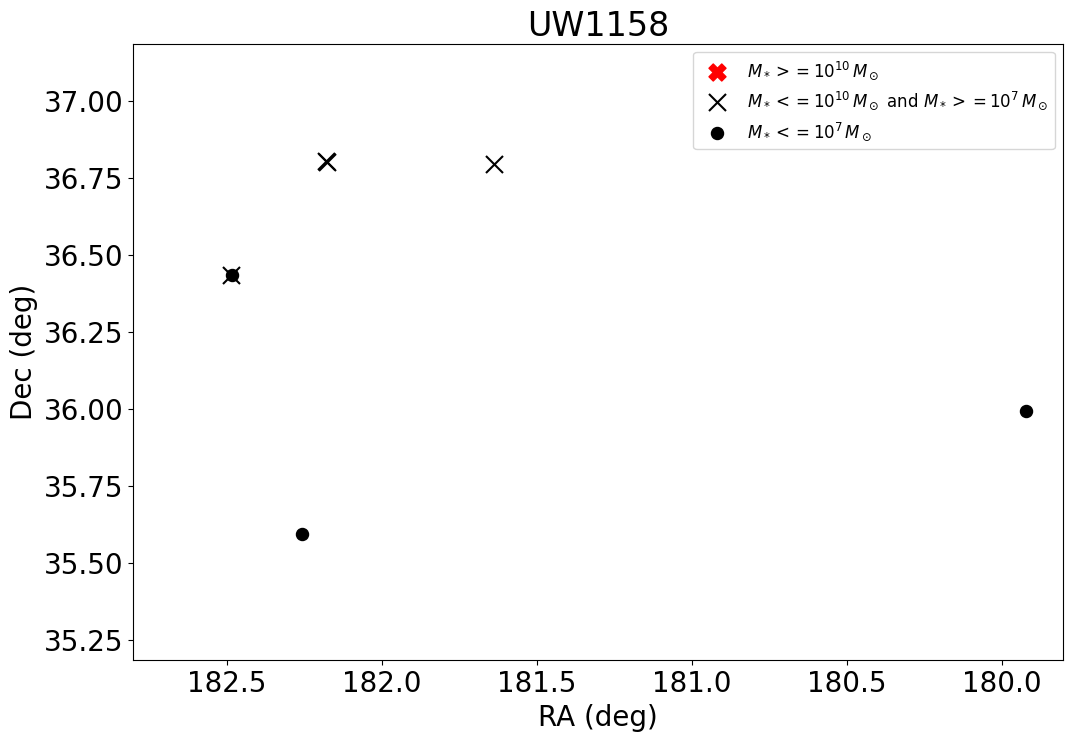 UW1158
M* >= 10^10 M⊙
M* <= 10^10 M⊙ and M* >= 10^7 M⊙
M* <= 10^7 M⊙
37.00
36.75
36.50
36.25
36.00
35.75
35.50
35.25
Dec (deg)
182.5 182.0 181.5 181.0 180.5 180.0
RA (deg)